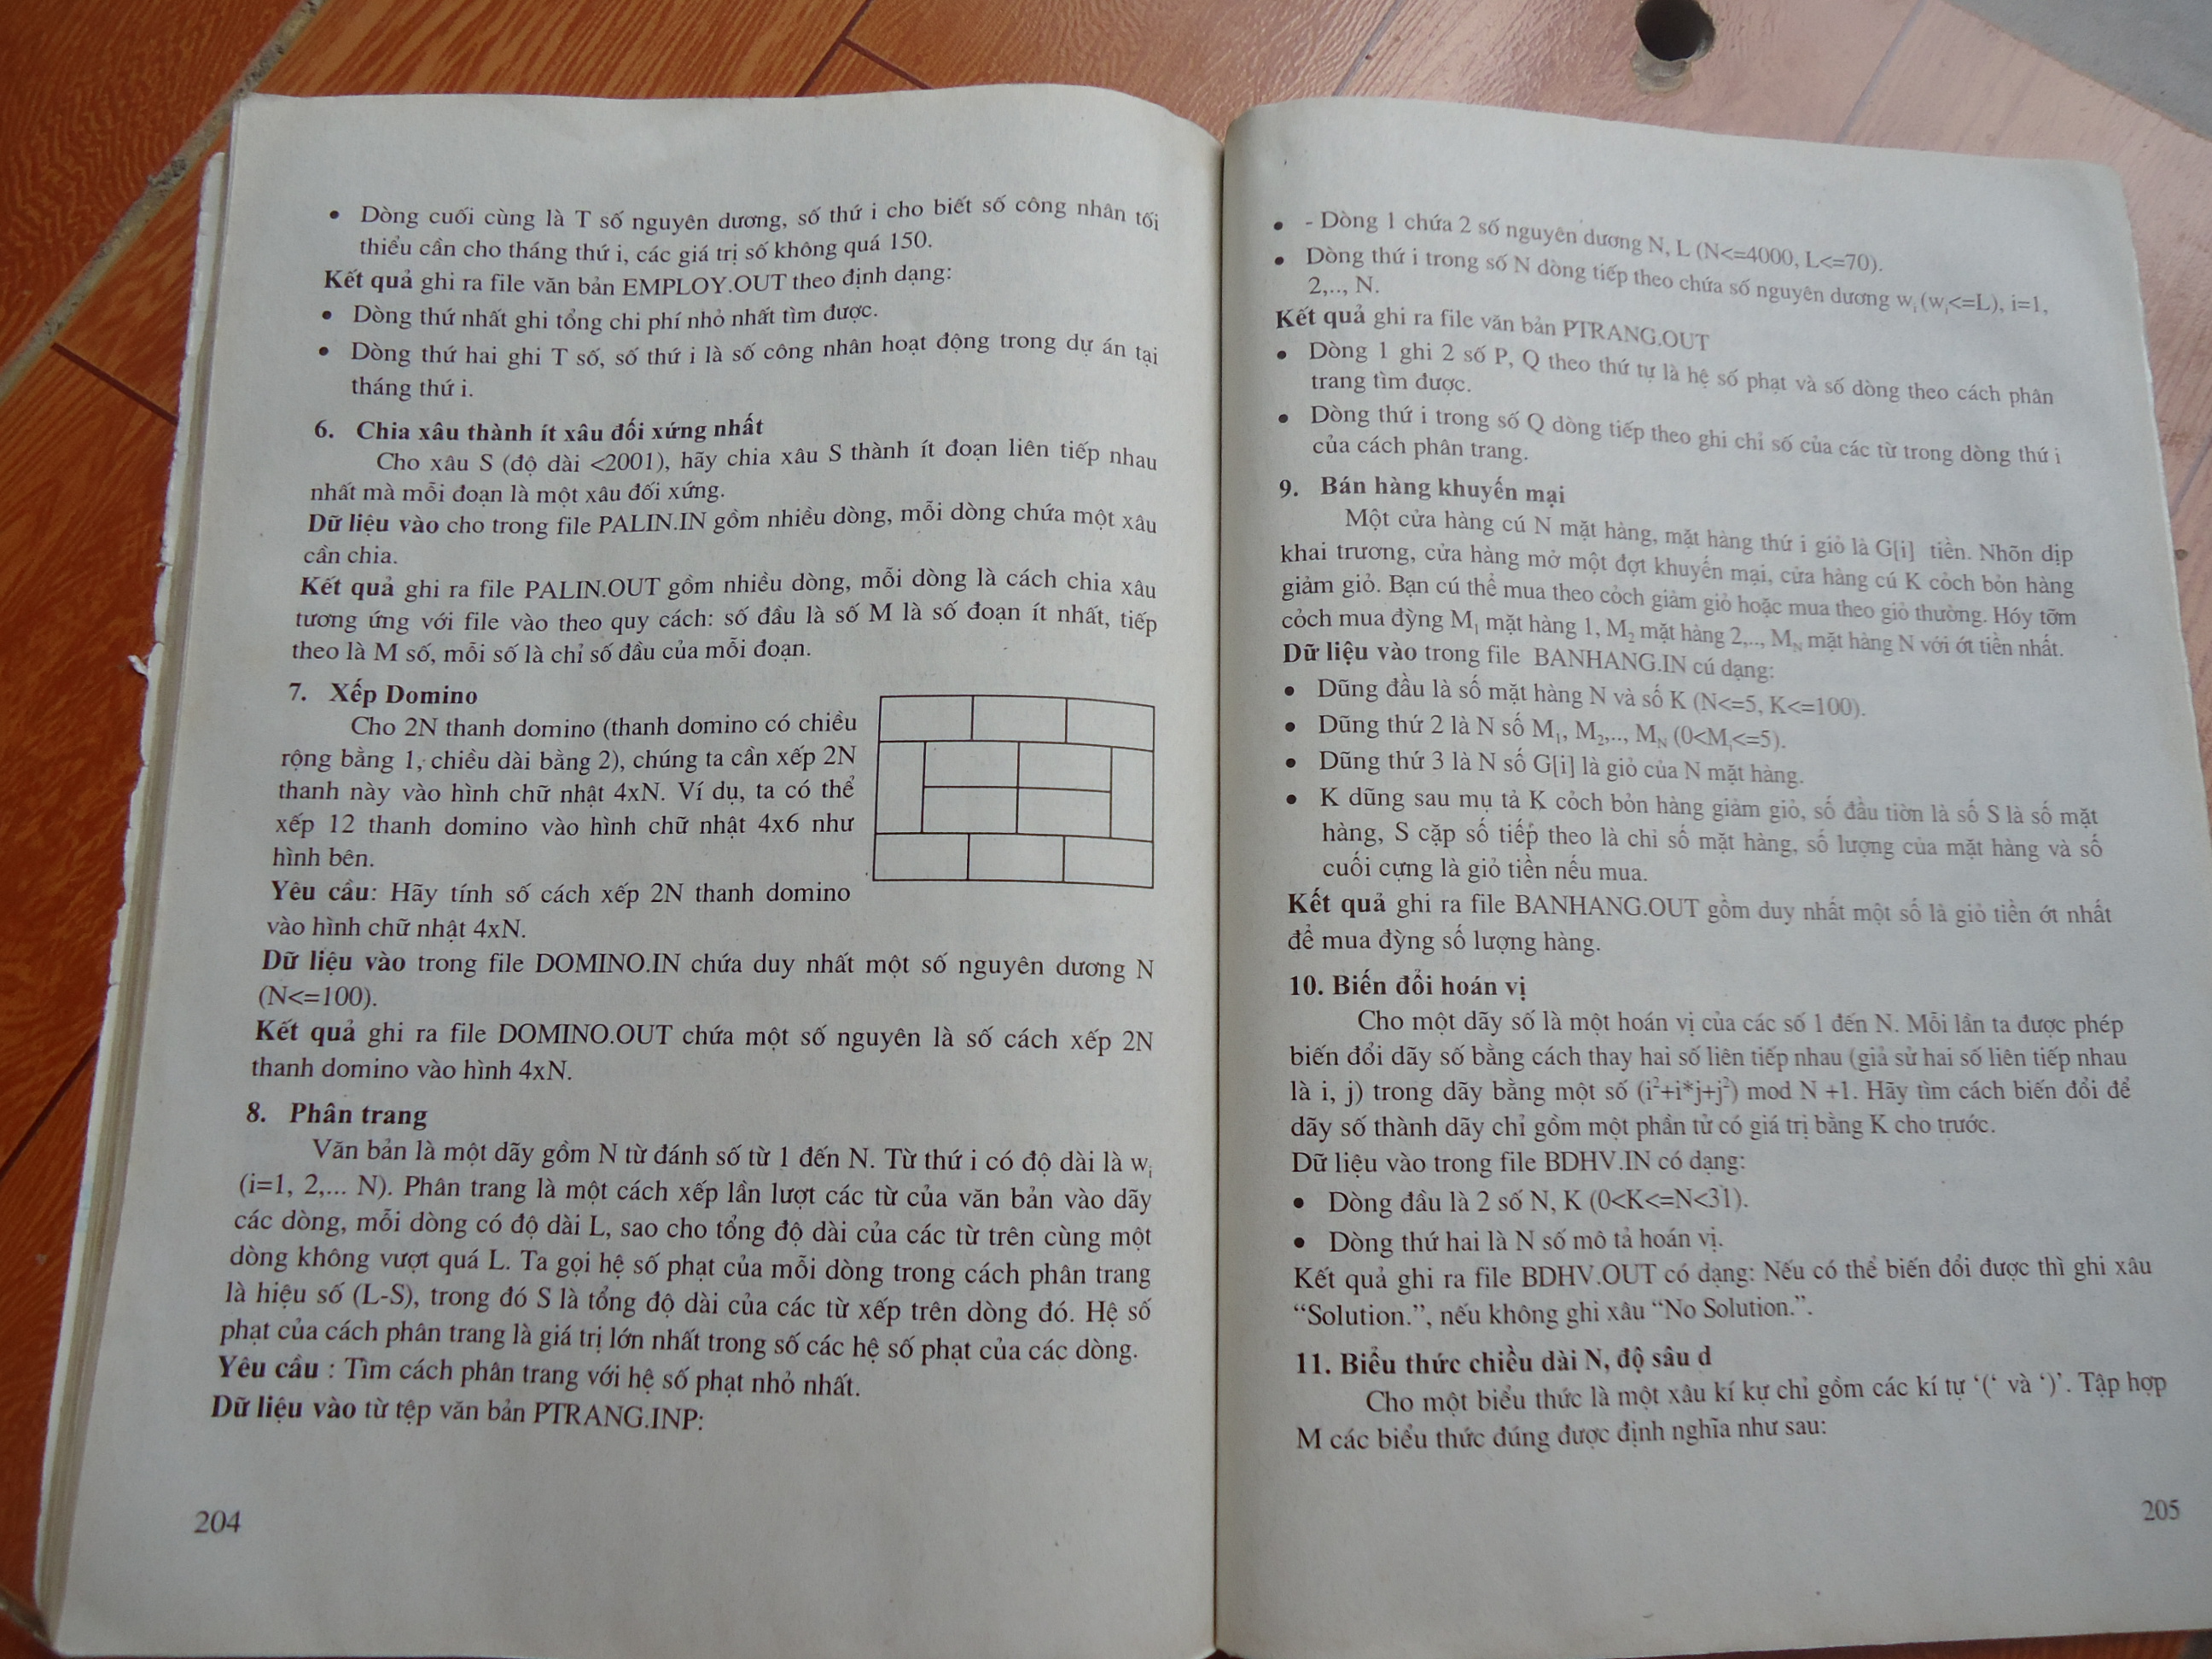 • Dòng cuối cùng là T số nguyên dương, số thứ i cho biết số công nhân tối
thiểu cần cho tháng thứ i, các giá trị số không quá 150.
Kết quả ghi ra file văn bản EMPLOY.OUT theo định dạng:
• Dòng thứ nhất ghi tổng chi phí nhỏ nhất tìm được.
• Dòng thứ hai ghi T số, số thứ i là số công nhân hoạt động trong dự án tại
tháng thứ i.
6. Chia xâu thành ít xâu đối xứng nhất
Cho xâu S (độ dài <2001), hãy chia xâu S thành ít đoạn liên tiếp nhau
nhất mà mỗi đoạn là một xâu đối xứng.
Dữ liệu vào cho trong file PALIN.IN gồm nhiều dòng, mỗi dòng chứa một xâu
cần chia.
Kết quả ghi ra file PALIN.OUT gồm nhiều dòng, mỗi dòng là cách chia xâu
tương ứng với file vào theo quy cách: số đầu là số M là số đoạn ít nhất, tiếp
theo là M số, mỗi số là chỉ số đầu của mỗi đoạn.
7. Xếp Domino
Cho 2N thanh domino (thanh domino có chiều
rộng bằng 1, chiều dài bằng 2), chúng ta cần xếp 2N
thanh này vào hình chữ nhật 4xN. Ví dụ, ta có thể
xếp 12 thanh domino vào hình chữ nhật 4x6 như
hình bên.
Yêu cầu: Hãy tính số cách xếp 2N thanh domino
vào hình chữ nhật 4xN.
Dữ liệu vào trong file DOMINO.IN chứa duy nhất một số nguyên dương N
(N<=100).
Kết quả ghi ra file DOMINO.OUT chứa một số nguyên là số cách xếp 2N
thanh domino vào hình 4xN.
8. Phân trang
Văn bản là một dãy gồm N từ đánh số từ 1 đến N. Từ thứ i có độ dài là wᵢ
(i=1, 2,... N). Phân trang là một cách xếp lần lượt các từ của văn bản vào dãy
các dòng, mỗi dòng có độ dài L, sao cho tổng độ dài của các từ trên cùng một
dòng không vượt quá L. Ta gọi hệ số phạt của mỗi dòng trong cách phân trang
là hiệu số (L-S), trong đó S là tổng độ dài của các từ xếp trên dòng đó. Hệ số
phạt của cách phân trang là giá trị lớn nhất trong số các hệ số phạt của các dòng.
Yêu cầu : Tìm cách phân trang với hệ số phạt nhỏ nhất.
Dữ liệu vào từ tệp văn bản PTRANG.INP:
204
• - Dòng 1 chứa 2 số nguyên dương N, L (N<=4000, L<=70).
• Dòng thứ i trong số N dòng tiếp theo chứa số nguyên dương wᵢ (wᵢ<=L), i=1,
2,.., N.
Kết quả ghi ra file văn bản PTRANG.OUT
• Dòng 1 ghi 2 số P, Q theo thứ tự là hệ số phạt và số dòng theo cách phân
trang tìm được.
• Dòng thứ i trong số Q dòng tiếp theo ghi chỉ số của các từ trong dòng thứ i
của cách phân trang.
9. Bán hàng khuyến mại
Một cửa hàng cú N mặt hàng, mặt hàng thứ i giỏ là G[i] tiền. Nhõn dịp
khai trương, cửa hàng mở một đợt khuyến mại, cửa hàng cú K cỏch bỏn hàng
giảm giỏ. Bạn cú thể mua theo cỏch giảm giỏ hoặc mua theo giỏ thường. Hóy tỡm
cỏch mua đỳng M₁ mặt hàng 1, M₂ mặt hàng 2,.., M_N mặt hàng N với ớt tiền nhất.
Dữ liệu vào trong file BANHANG.IN cú dạng:
• Dũng đầu là số mặt hàng N và số K (N<=5, K<=100).
• Dũng thứ 2 là N số M₁, M₂,.., M_N (0<Mᵢ<=5).
• Dũng thứ 3 là N số G[i] là giỏ của N mặt hàng.
• K dũng sau mụ tả K cỏch bỏn hàng giảm giỏ, số đầu tiờn là số S là số mặt
hàng, S cặp số tiếp theo là chỉ số mặt hàng, số lượng của mặt hàng và số
cuối cựng là giỏ tiền nếu mua.
Kết quả ghi ra file BANHANG.OUT gồm duy nhất một số là giỏ tiền ớt nhất
để mua đỳng số lượng hàng.
10. Biến đổi hoán vị
Cho một dãy số là một hoán vị của các số 1 đến N. Mỗi lần ta được phép
biến đổi dãy số bằng cách thay hai số liên tiếp nhau (giả sử hai số liên tiếp nhau
là i, j) trong dãy bằng một số (i²+i*j+j²) mod N +1. Hãy tìm cách biến đổi để
dãy số thành dãy chỉ gồm một phần tử có giá trị bằng K cho trước.
Dữ liệu vào trong file BDHV.IN có dạng:
• Dòng đầu là 2 số N, K (0<K<=N<31).
• Dòng thứ hai là N số mô tả hoán vị.
Kết quả ghi ra file BDHV.OUT có dạng: Nếu có thể biến đổi được thì ghi xâu
“Solution.”, nếu không ghi xâu “No Solution.”.
11. Biểu thức chiều dài N, độ sâu d
Cho một biểu thức là một xâu kí kự chỉ gồm các kí tự ‘(‘ và ‘)’. Tập hợp
M các biểu thức đúng được định nghĩa như sau:
205